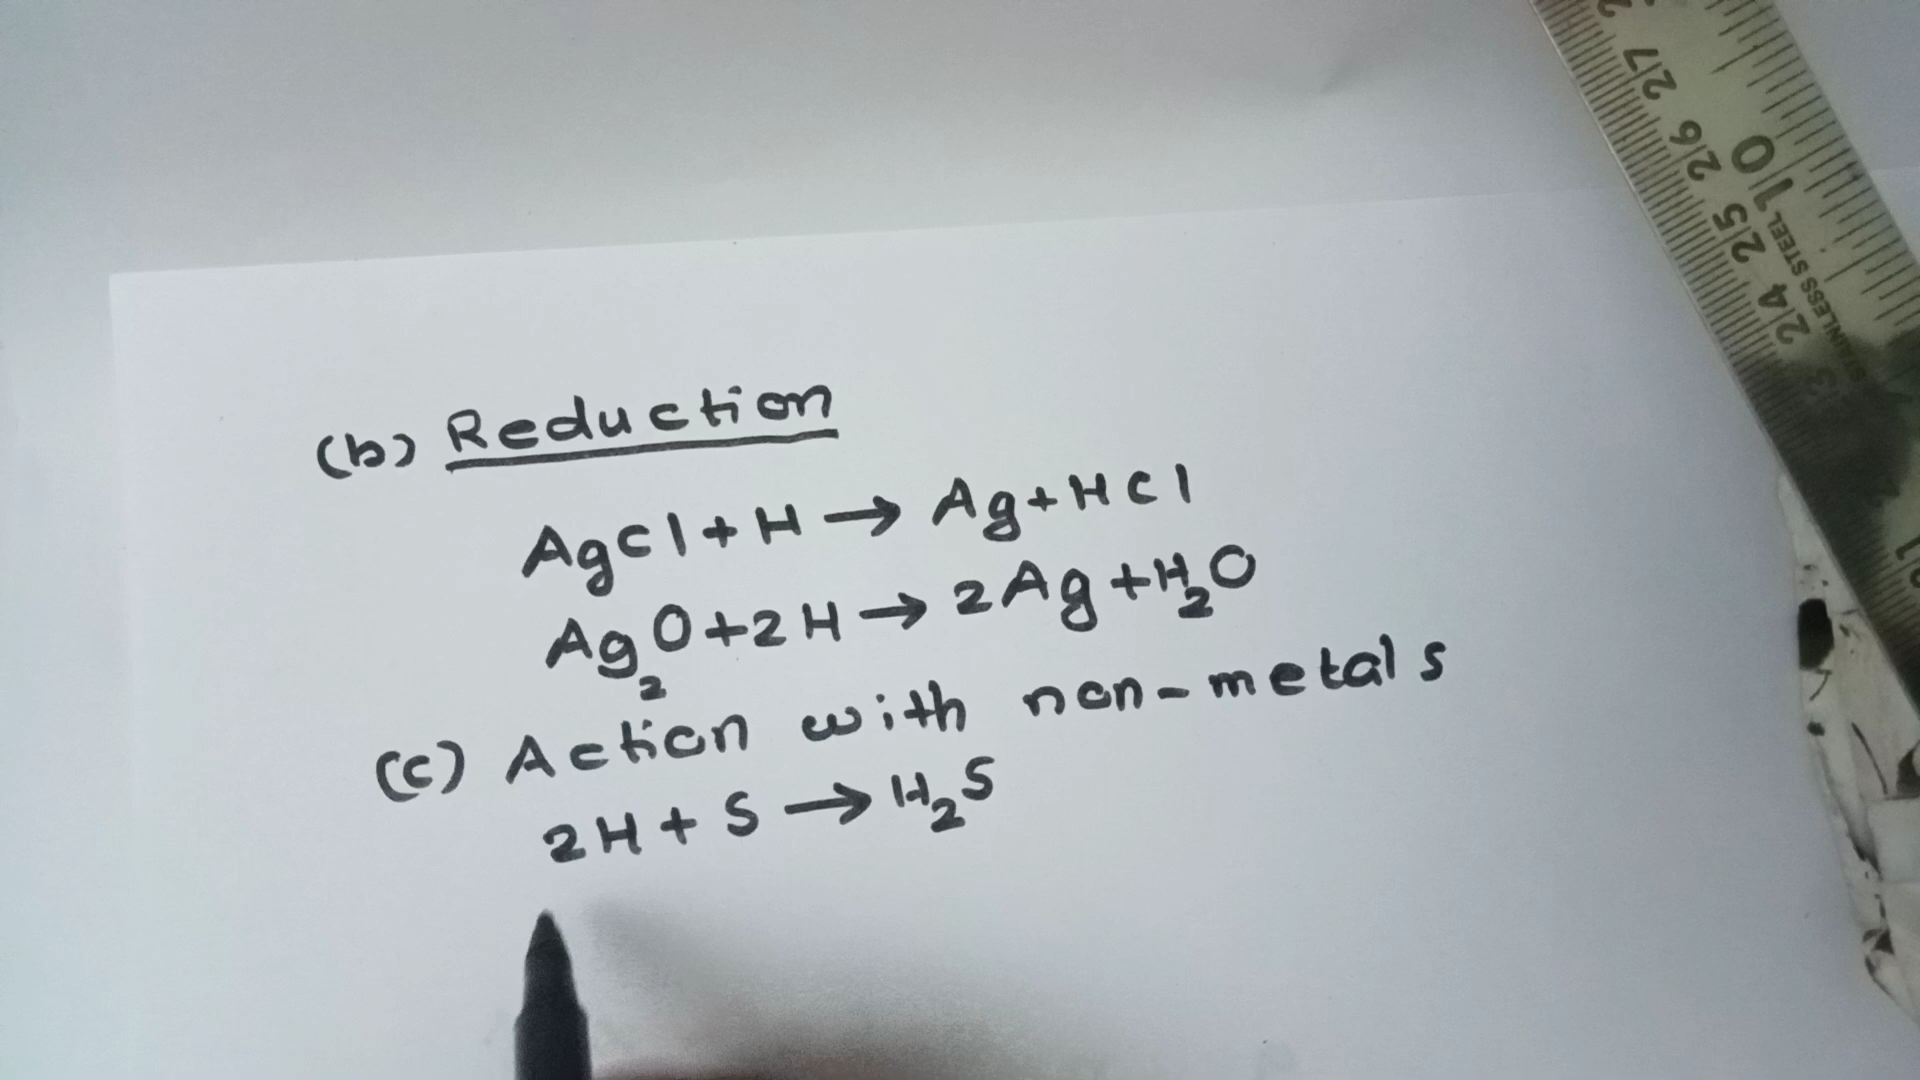 (b) Reduction
AgCl + H → Ag + HCl
Ag₂O + 2H → 2Ag + H₂O
(c) Action with non-metals
2H + S → H₂S
27
26
25
24
10
STAINLESS STEEL